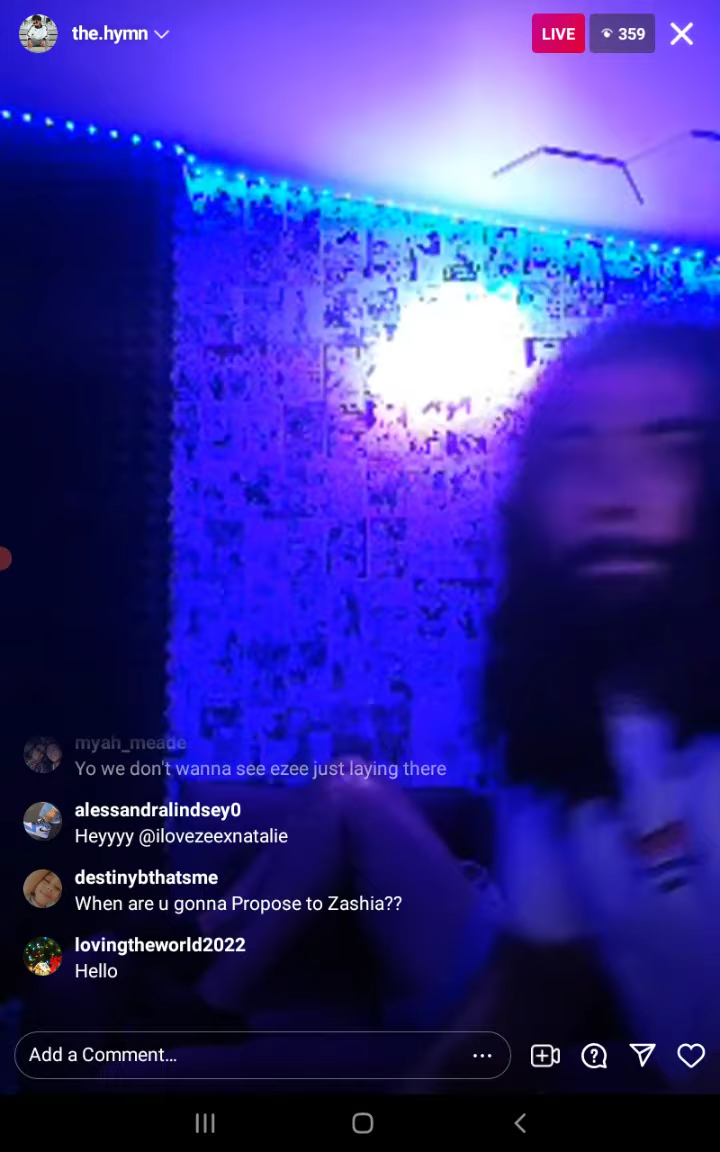 the.hymn
LIVE
359
myah_meade
Yo we don't wanna see ezee just laying there
alessandralindsey0
Heyyyy @ilovezeexnatalie
destinybthatsme
When are u gonna Propose to Zashia??
lovingtheworld2022
Hello
Add a Comment...